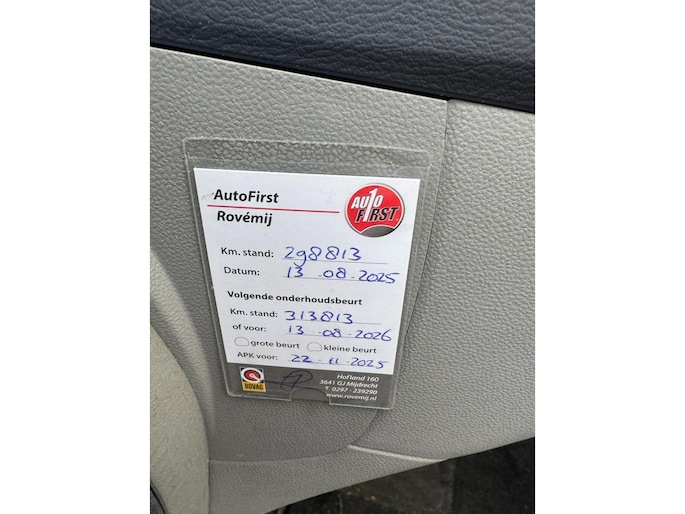 AutoFirst
Rovémij
AUTO
FIRST
Km. stand: 298813
Datum: 13-08-2025
Volgende onderhoudsbeurt
Km. stand: 313813
of voor: 13-08-2026
grote beurt kleine beurt
APK voor: 22-11-2025
BOVAG
Hofland 160
3641 GJ Mijdrecht
T. 0297 - 239290
www.rovemij.nl